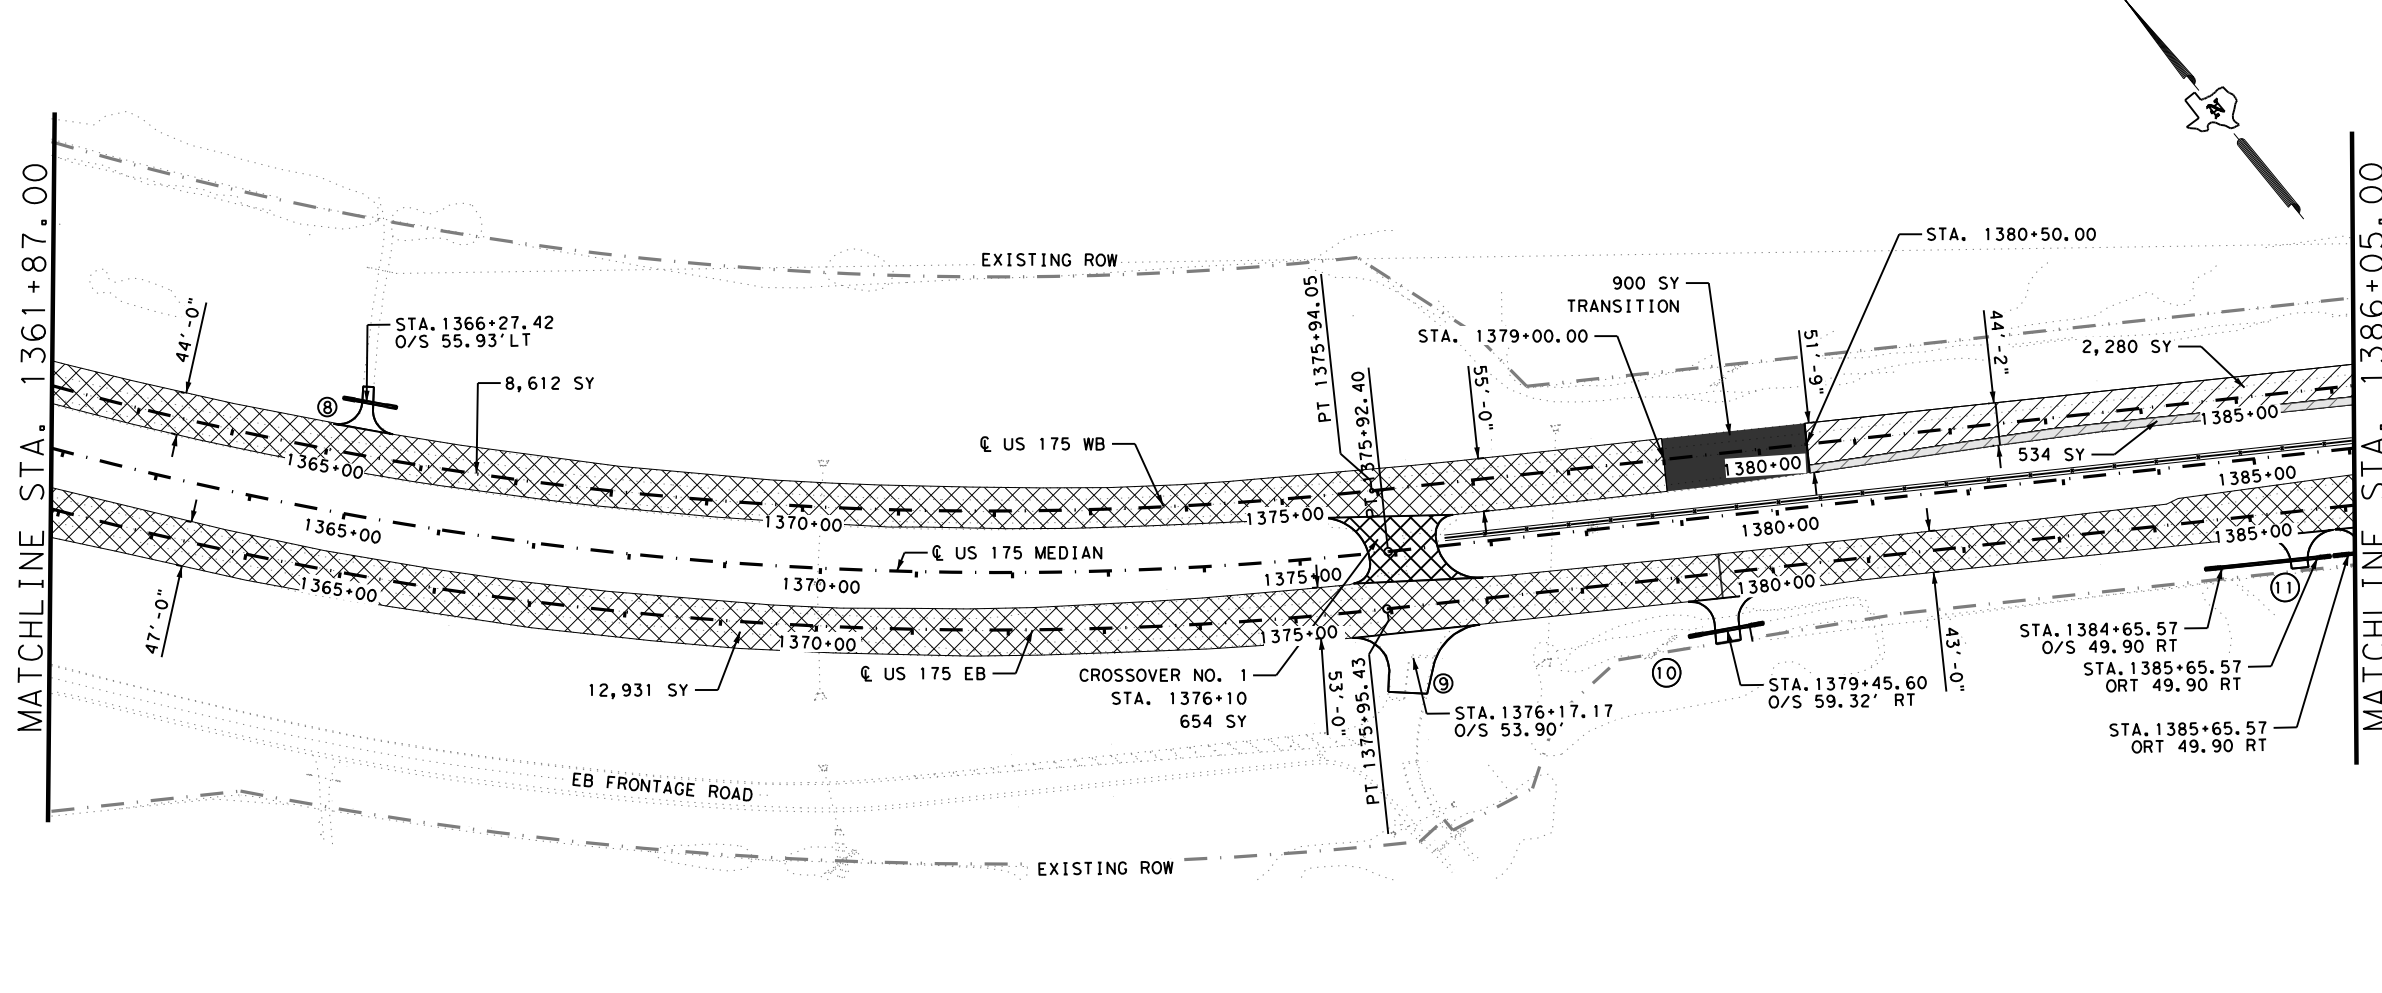 MATCHLINE STA. 1361+87.00
N
EXISTING ROW
STA. 1380+50.00
900 SY
TRANSITION
STA. 1379+00.00
PT 1375+94.05
PT 1375+92.40
44'-0"
STA.1366+27.42
O/S 55.93'LT
8
8,612 SY
℄ US 175 WB
55'-0"
51'-9"
44'-2"
2,280 SY
534 SY
1365+00
1370+00
1375+00
1380+00
1385+00
1365+00
1370+00
℄ US 175 MEDIAN
1375+00
1380+00
1385+00
1365+00
1370+00
1375+00
1380+00
1385+00
47'-0"
12,931 SY
℄ US 175 EB
CROSSOVER NO. 1
STA. 1376+10
654 SY
53'-0"
PT 1375+95.43
9
STA.1376+17.17
O/S 53.90'
10
STA.1379+45.60
O/S 59.32' RT
43'-0"
11
STA.1384+65.57
O/S 49.90 RT
STA.1385+65.57
ORT 49.90 RT
STA.1385+65.57
ORT 49.90 RT
EB FRONTAGE ROAD
EXISTING ROW
MATCHLINE STA. 1386+05.00